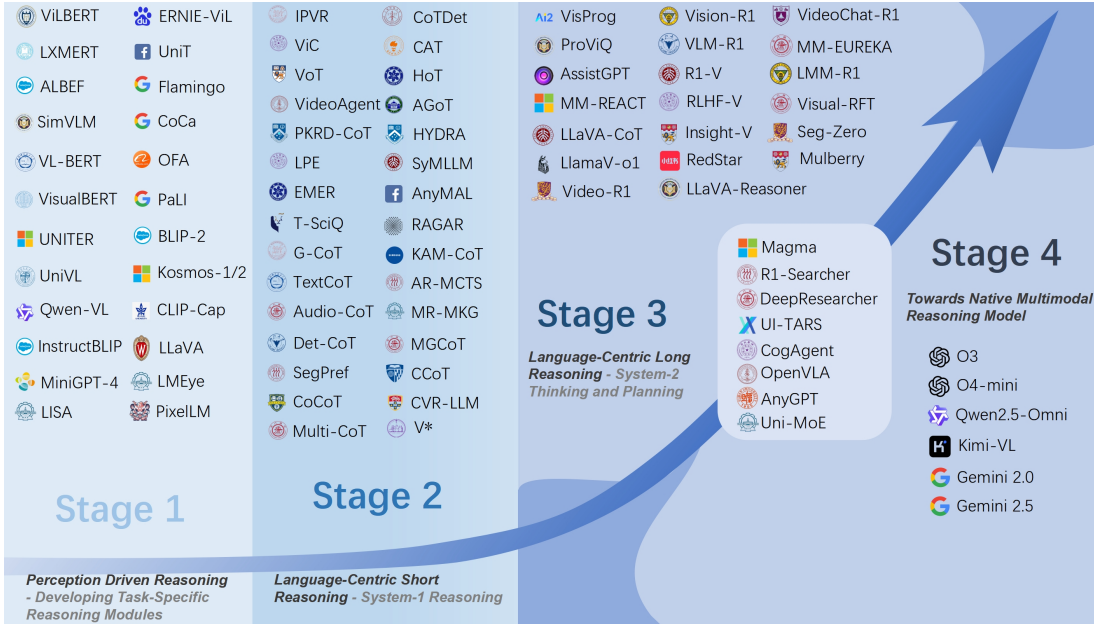 ViLBERT
LXMERT
ALBEF
SimVLM
VL-BERT
VisualBERT
UNITER
UniVL
Qwen-VL
InstructBLIP
MiniGPT-4
LISA
ERNIE-ViL
UniT
Flamingo
CoCa
OFA
PaLI
BLIP-2
Kosmos-1/2
CLIP-Cap
LLaVA
LMEye
PixelLM
Stage 1
Perception Driven Reasoning
- Developing Task-Specific
Reasoning Modules
IPVR
ViC
VoT
VideoAgent
PKRD-CoT
LPE
EMER
T-SciQ
G-CoT
TextCoT
Audio-CoT
Det-CoT
SegPref
CoCoT
Multi-CoT
CoTDet
CAT
HoT
AGoT
HYDRA
SyMLLM
AnyMAL
RAGAR
KAM-CoT
AR-MCTS
MR-MKG
MGCoT
CCoT
CVR-LLM
V*
Stage 2
Language-Centric Short
Reasoning - System-1 Reasoning
Ai2 VisProg
ProViQ
AssistGPT
MM-REACT
LLaVA-CoT
LlamaV-o1
Video-R1
Vision-R1
VLM-R1
R1-V
RLHF-V
Insight-V
小红书 RedStar
LLaVA-Reasoner
VideoChat-R1
MM-EUREKA
LMM-R1
Visual-RFT
Seg-Zero
Mulberry
Stage 3
Language-Centric Long
Reasoning - System-2
Thinking and Planning
Magma
R1-Searcher
DeepResearcher
UI-TARS
CogAgent
OpenVLA
AnyGPT
Uni-MoE
Stage 4
Towards Native Multimodal
Reasoning Model
O3
O4-mini
Qwen2.5-Omni
Kimi-VL
Gemini 2.0
Gemini 2.5